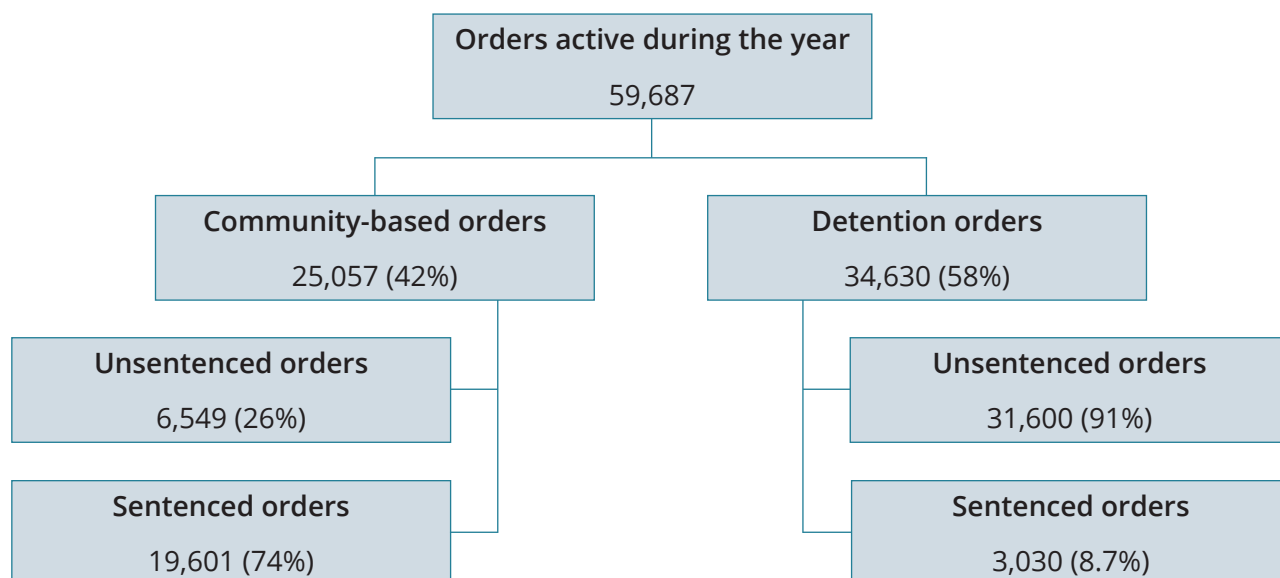 Orders active during the year
59,687
Community-based orders
25,057 (42%)
Detention orders
34,630 (58%)
Unsentenced orders
6,549 (26%)
Sentenced orders
19,601 (74%)
Unsentenced orders
31,600 (91%)
Sentenced orders
3,030 (8.7%)